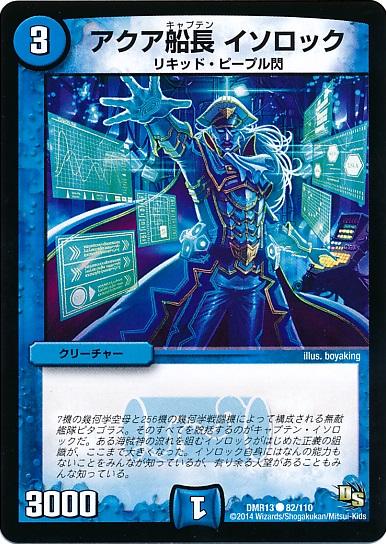 3
キャプテン
アクア船長 イソロック
リキッド・ピープル閃
クリーチャー
illus. boyaking
7機の幾何学空母と256機の幾何学戦闘機によって構成される無敵
艦隊ピタゴラス。そのすべてを統括するのがキャプテン・イソ
ロックだ。ある海賊神の流れを組むイソロックがはじめた正義の組
織が、ここまで大きくなった。イソロック自身にはなんの能力も
ないことをみんなが知っているが、有り余る人望があることもみ
んな知っている。
3000
1
DMR13 82/110
©2014 Wizards/Shogakukan/Mitsui-Kids
DS